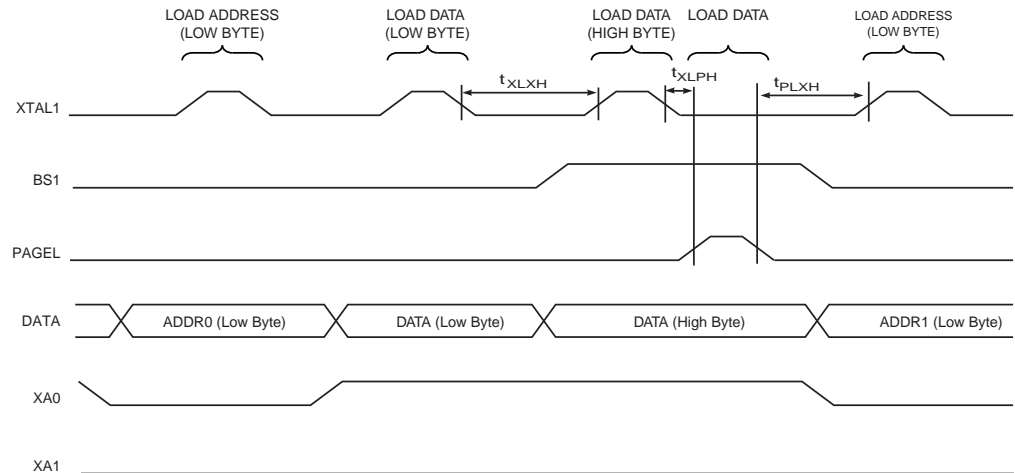 LOAD ADDRESS
(LOW BYTE)
LOAD DATA
(LOW BYTE)
LOAD DATA
(HIGH BYTE)
LOAD DATA
LOAD ADDRESS
(LOW BYTE)
tXLXH
tXLPH
tPLXH
XTAL1
BS1
PAGEL
DATA
ADDR0 (Low Byte)
DATA (Low Byte)
DATA (High Byte)
ADDR1 (Low Byte)
XA0
XA1